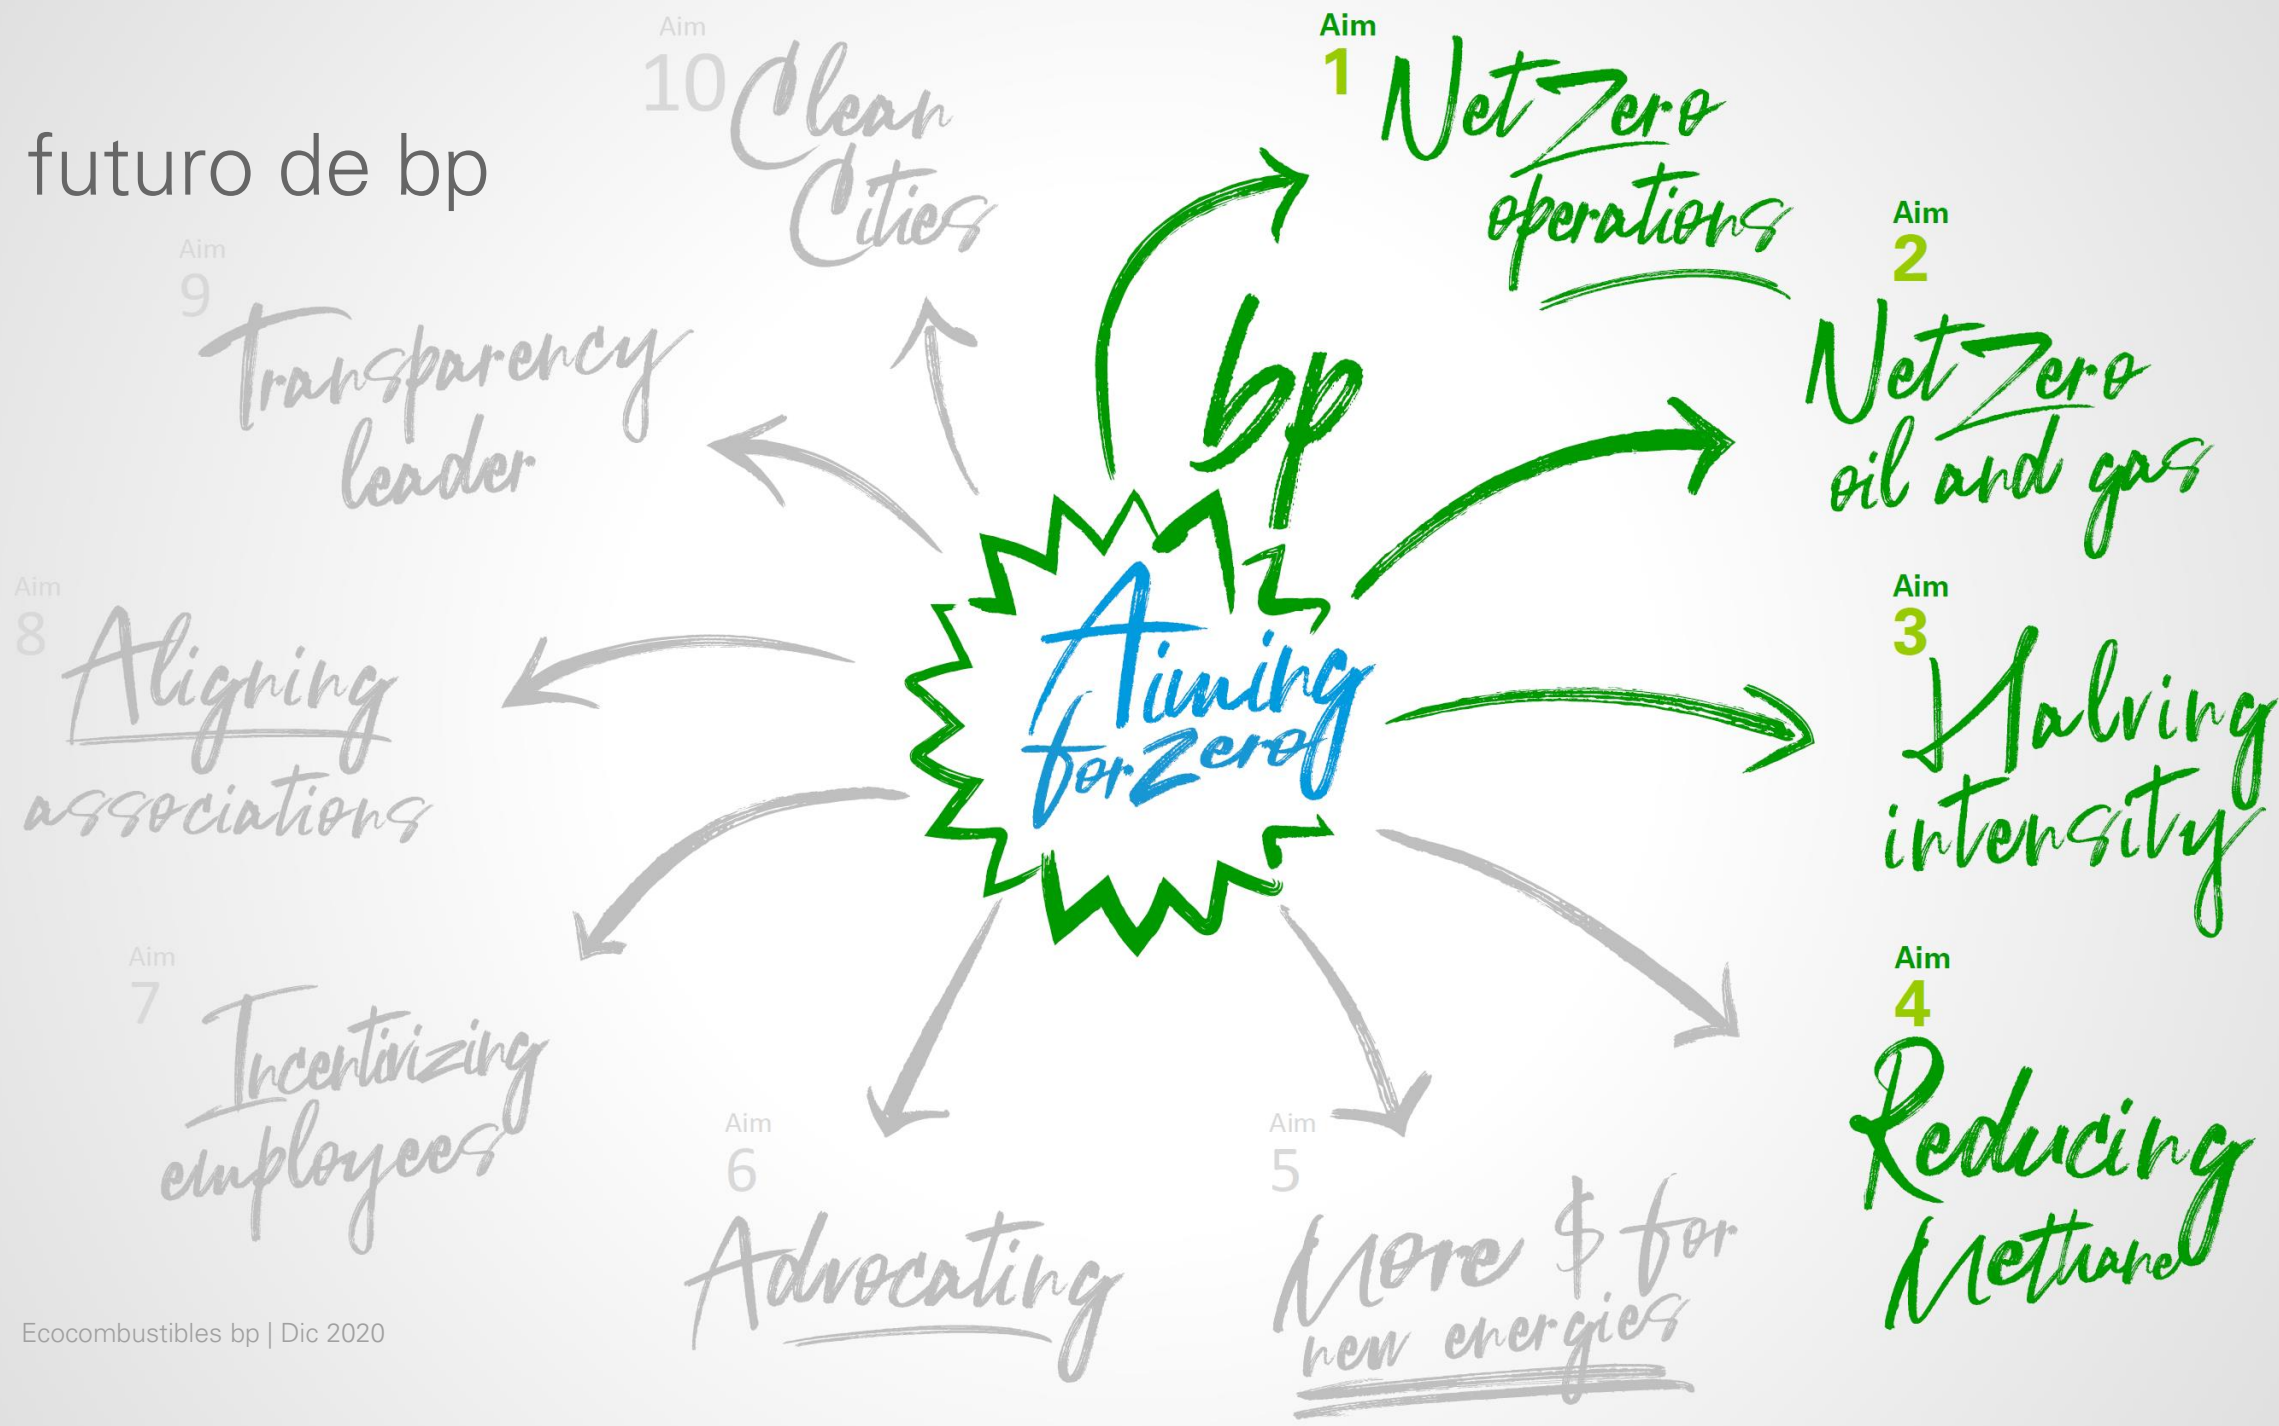 futuro de bp
bp
Aiming
for zero
Aim
1
Net Zero
operations
Aim
2
Net Zero
oil and gas
Aim
3
Halving
intensity
Aim
4
Reducing
Methane
Aim
5
More $ for
new energies
Aim
6
Advocating
Aim
7
Incentivizing
employees
Aim
8
Aligning
associations
Aim
9
Transparency
leader
Aim
10
Clean
Cities
Ecocombustibles bp | Dic 2020